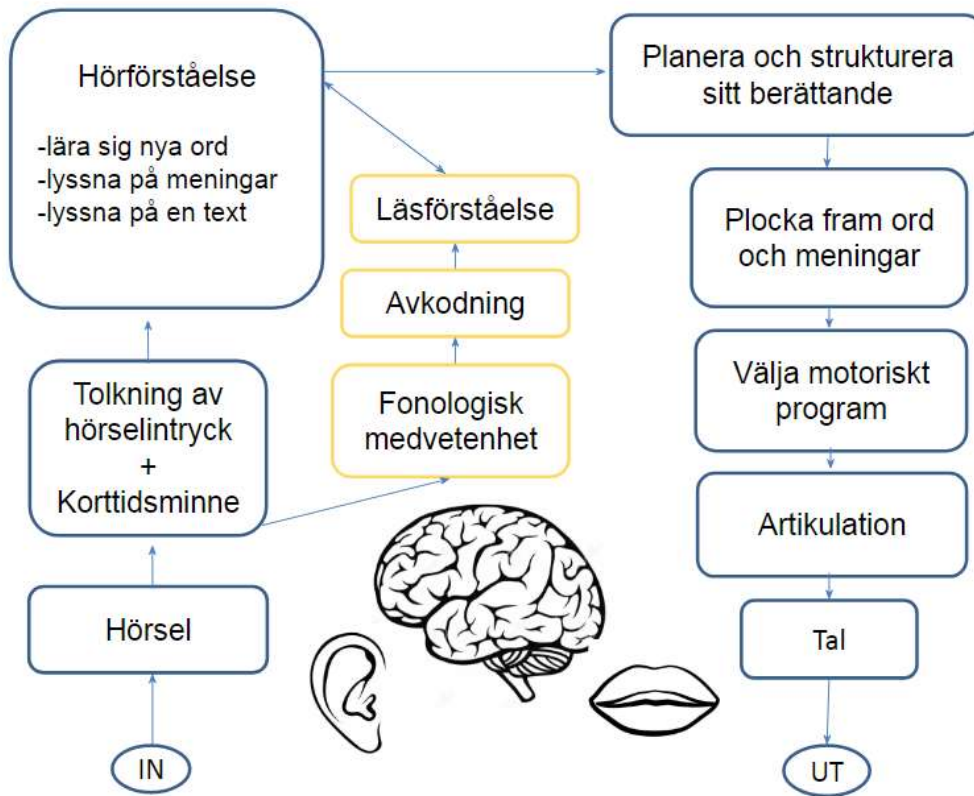 Hörförståelse
-lära sig nya ord
-lyssna på meningar
-lyssna på en text
Tolkning av
hörselintryck
+
Korttidsminne
Hörsel
IN
Läsförståelse
Avkodning
Fonologisk
medvetenhet
Planera och strukturera
sitt berättande
Plocka fram ord
och meningar
Välja motoriskt
program
Artikulation
Tal
UT